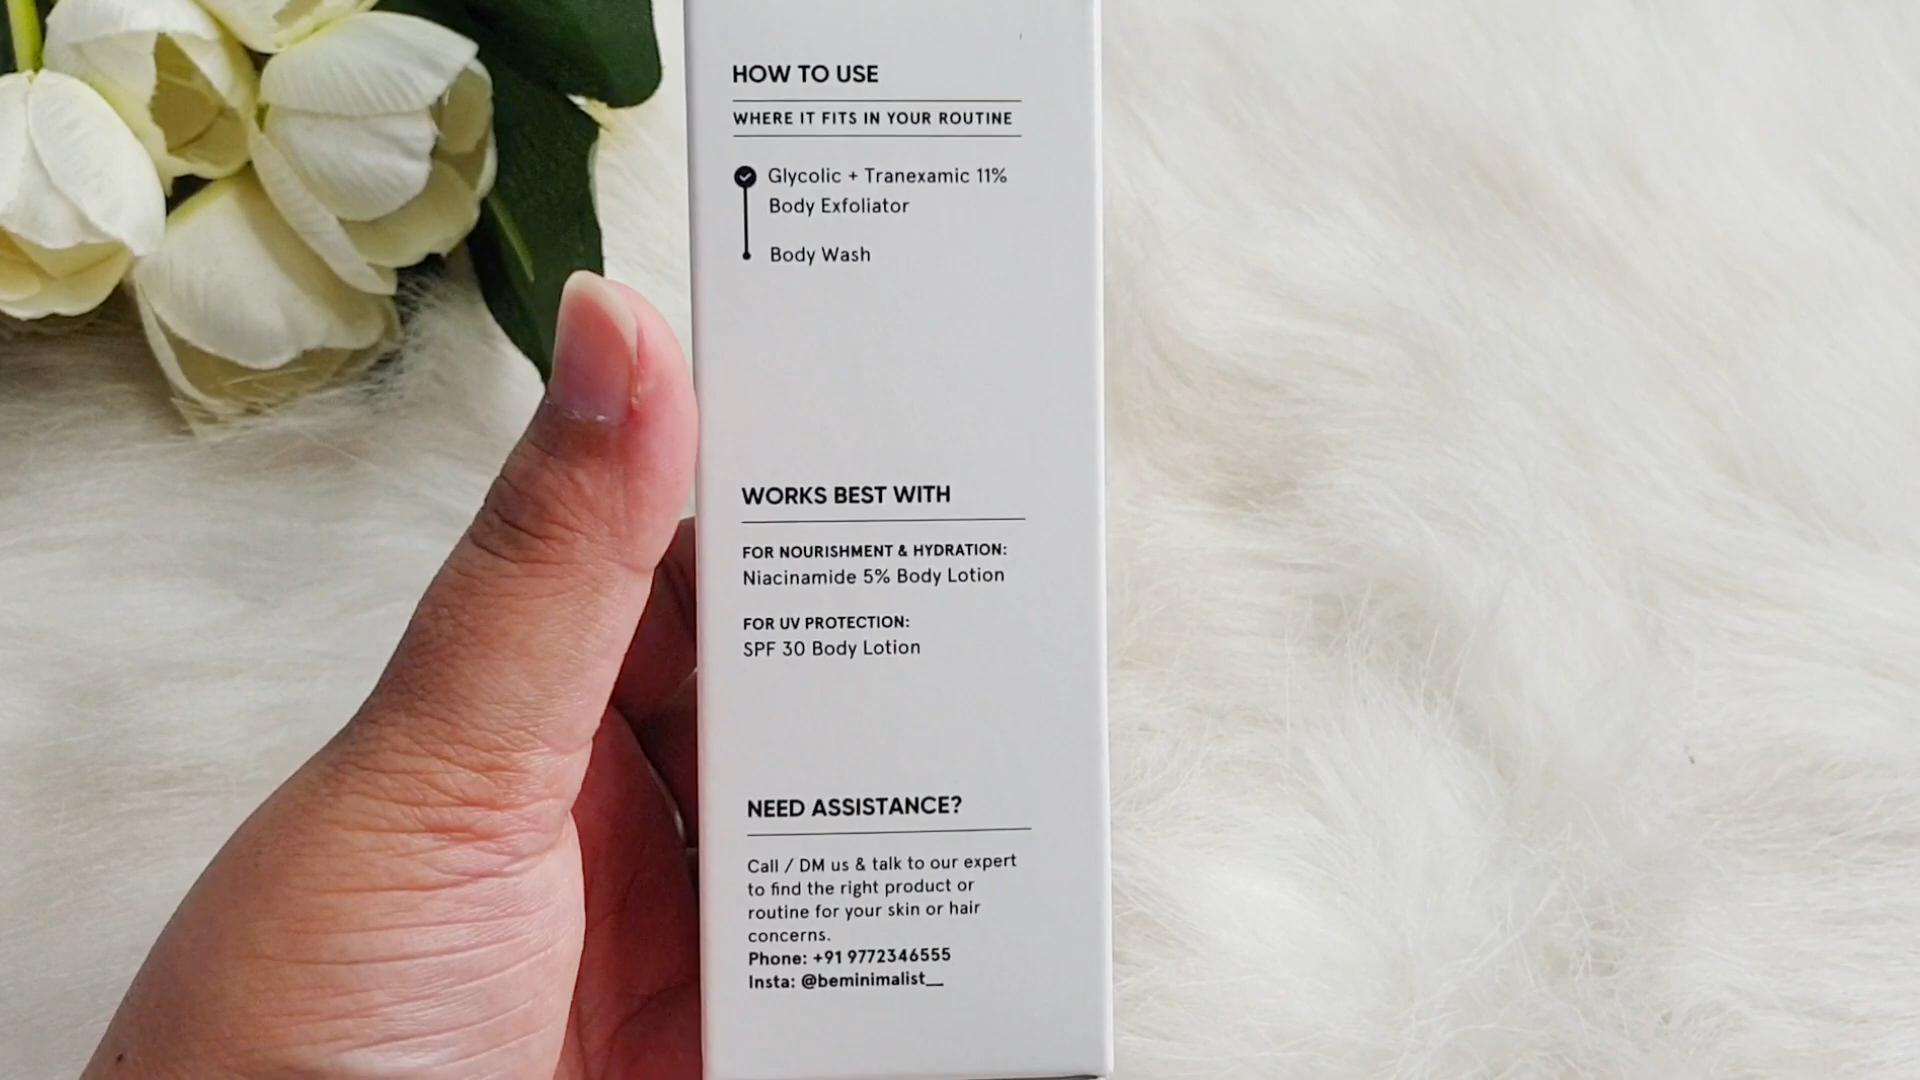 HOW TO USE
WHERE IT FITS IN YOUR ROUTINE
Glycolic + Tranexamic 11%
Body Exfoliator
Body Wash
WORKS BEST WITH
FOR NOURISHMENT & HYDRATION:
Niacinamide 5% Body Lotion
FOR UV PROTECTION:
SPF 30 Body Lotion
NEED ASSISTANCE?
Call / DM us & talk to our expert
to find the right product or
routine for your skin or hair
concerns.
Phone: +91 9772346555
Insta: @beminimalist__